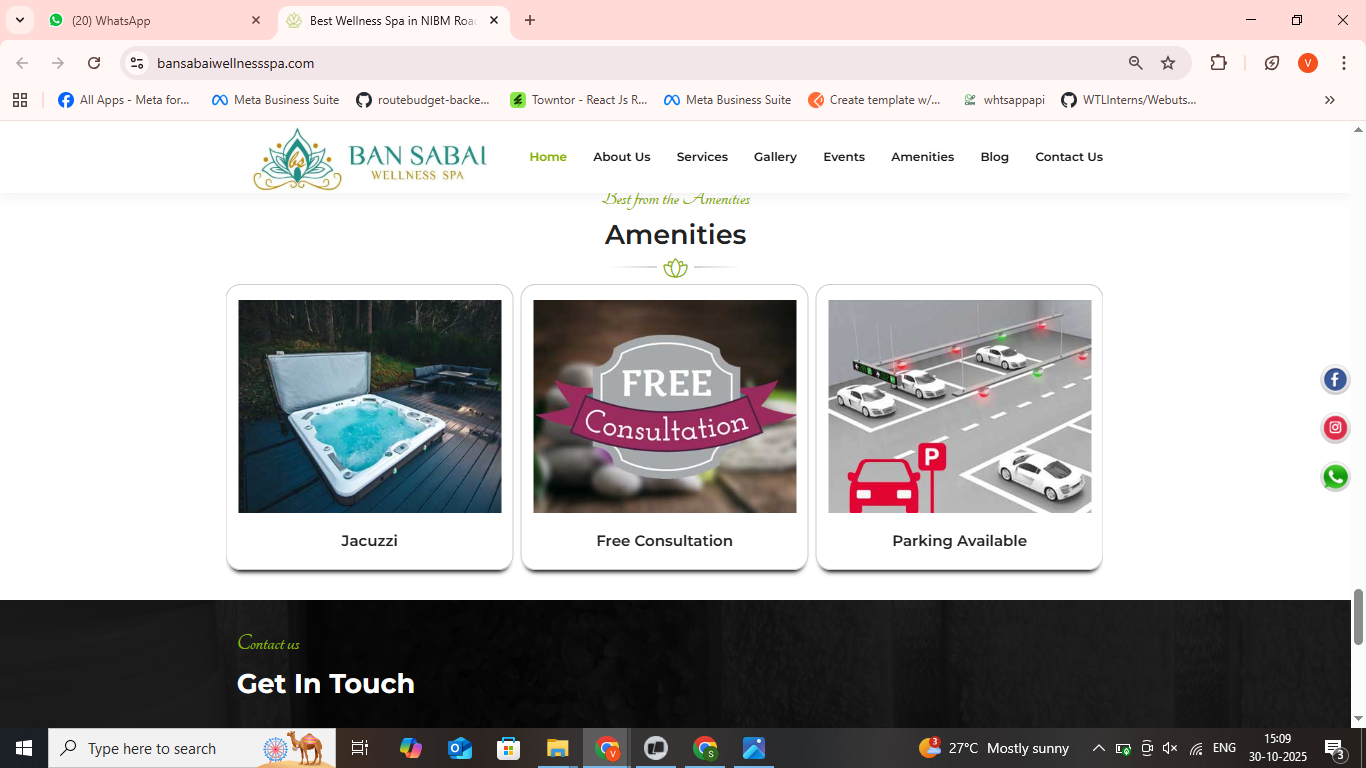 (20) WhatsApp
Best Wellness Spa in NIBM Road
bansabaiwellnessspa.com
V
All Apps - Meta for...
Meta Business Suite
routebudget-backe...
Towntor - React Js R...
Meta Business Suite
Create template w/...
whtsappapi
WTLInterns/Webuts...
bs
BAN SABAI
WELLNESS SPA
Home
About Us
Services
Gallery
Events
Amenities
Blog
Contact Us
Best from the Amenities
Amenities
FREE
Consultation
P
Jacuzzi
Free Consultation
Parking Available
Contact us
Get In Touch
Type here to search
V
S
3
27°C Mostly sunny
ENG
15:09
30-10-2025
3